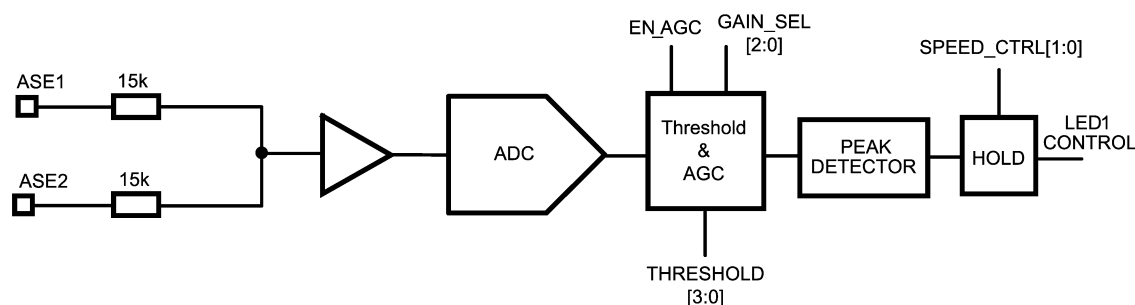 ASE1
15k
ASE2
15k
ADC
EN_AGC
GAIN_SEL
[2:0]
Threshold
&
AGC
THRESHOLD
[3:0]
PEAK
DETECTOR
SPEED_CTRL[1:0]
HOLD
LED1
CONTROL